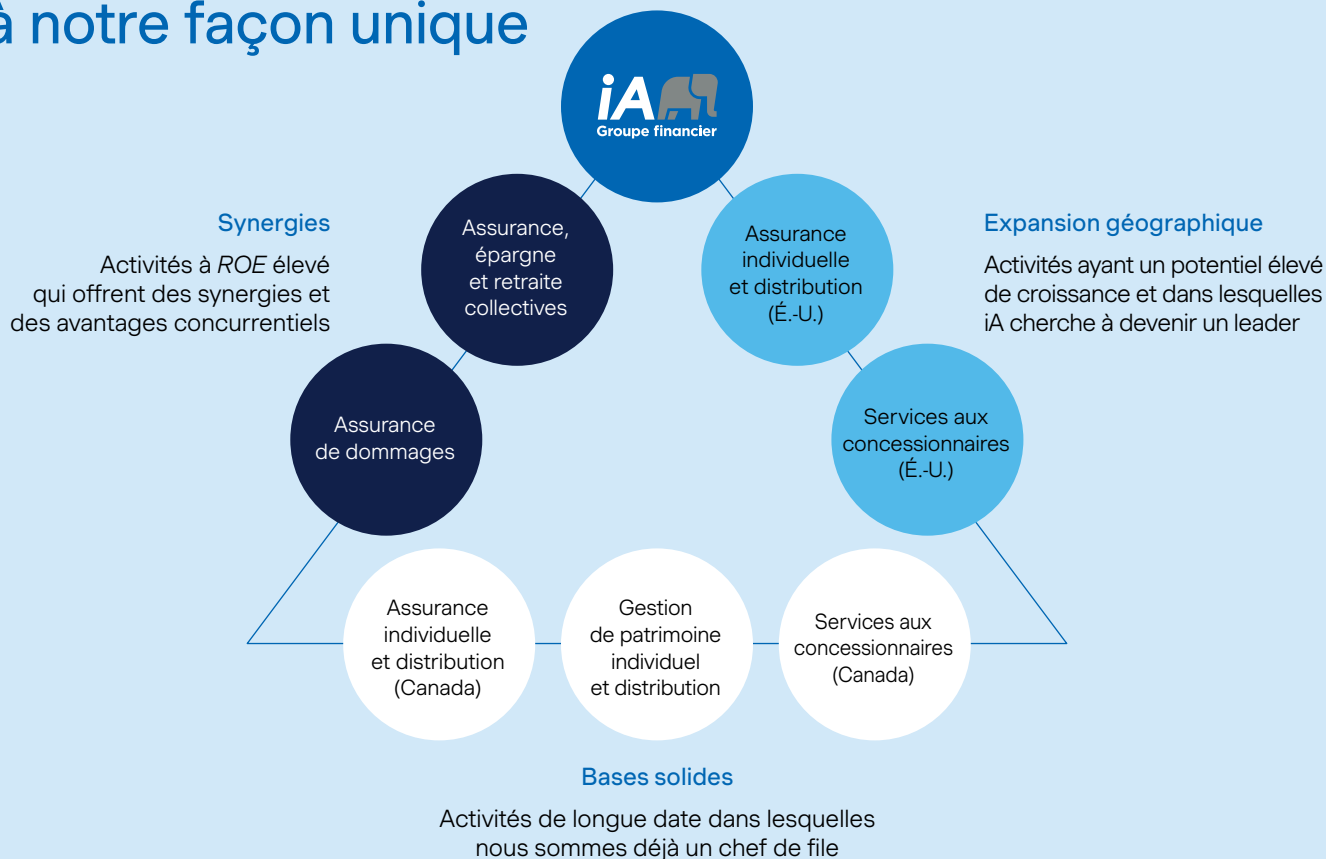 à notre façon unique
iA
Groupe financier
Synergies
Activités à ROE élevé
qui offrent des synergies et
des avantages concurrentiels
Assurance,
épargne
et retraite
collectives
Assurance
individuelle
et distribution
(É.-U.)
Expansion géographique
Activités ayant un potentiel élevé
de croissance et dans lesquelles
iA cherche à devenir un leader
Assurance
de dommages
Services aux
concessionnaires
(É.-U.)
Assurance
individuelle
et distribution
(Canada)
Gestion
de patrimoine
individuel
et distribution
Services aux
concessionnaires
(Canada)
Bases solides
Activités de longue date dans lesquelles
nous sommes déjà un chef de file